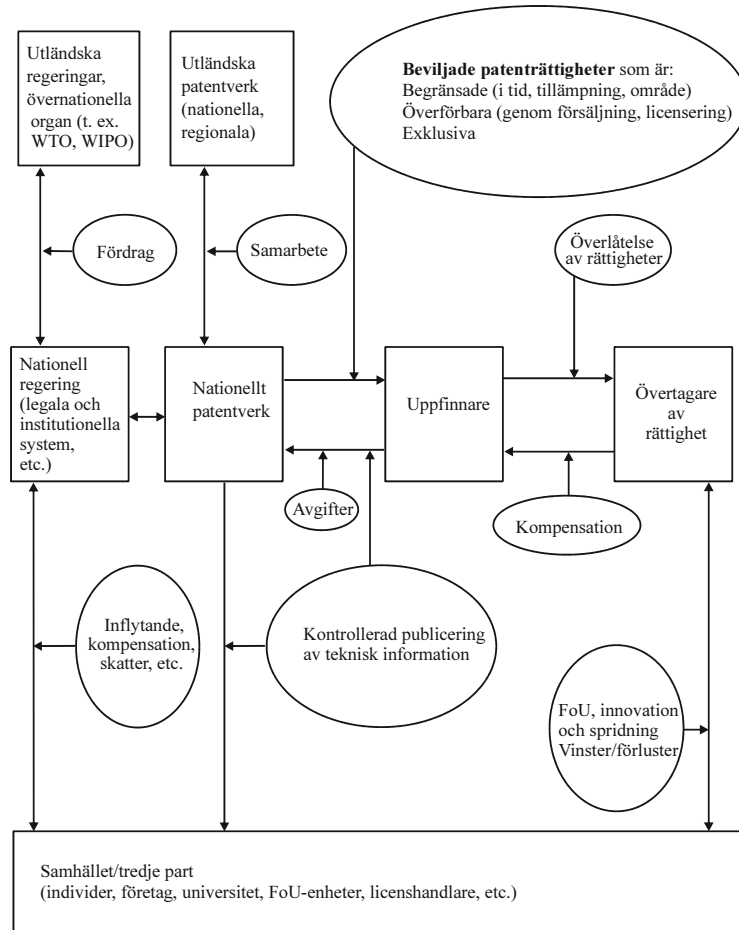 Utländska
regeringar,
övernationella
organ (t. ex.
WTO, WIPO)
Utländska
patentverk
(nationella,
regionala)
Beviljade patenträttigheter som är:
Begränsade (i tid, tillämpning, område)
Överförbara (genom försäljning, licensering)
Exklusiva
Fördrag
Samarbete
Överlåtelse
av rättigheter
Nationell
regering
(legala och
institutionella
system,
etc.)
Nationellt
patentverk
Uppfinnare
Övertagare
av
rättighet
Avgifter
Kompensation
Inflytande,
kompensation,
skatter, etc.
Kontrollerad publicering
av teknisk information
FoU, innovation
och spridning
Vinster/förluster
Samhället/tredje part
(individer, företag, universitet, FoU-enheter, licenshandlare, etc.)